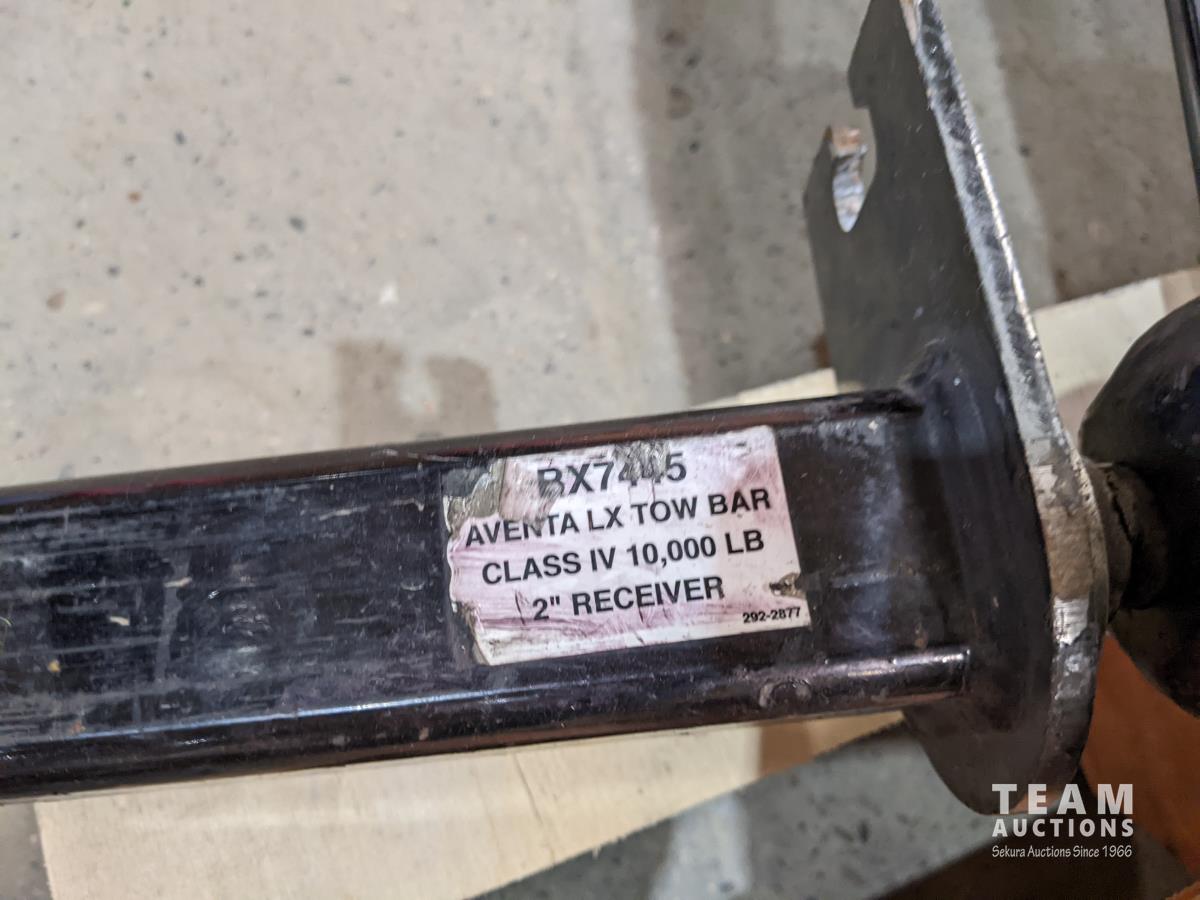 BX7445
AVENTA LX TOW BAR
CLASS IV 10,000 LB
2" RECEIVER
292-2877
TEAM
AUCTIONS
Sekura Auctions Since 1966